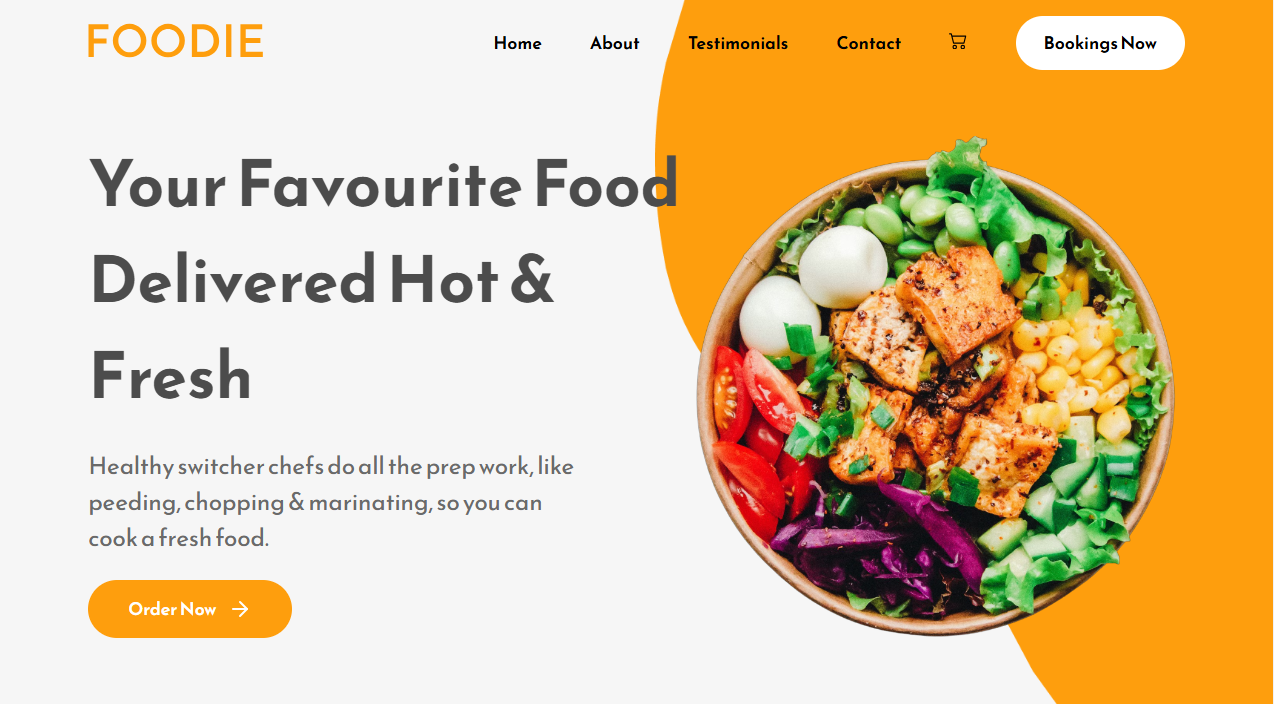 FOODIE
Home About Testimonials Contact Bookings Now
Your Favourite Food
Delivered Hot &
Fresh
Healthy switcher chefs do all the prep work, like
peeding, chopping & marinating, so you can
cook a fresh food.
Order Now